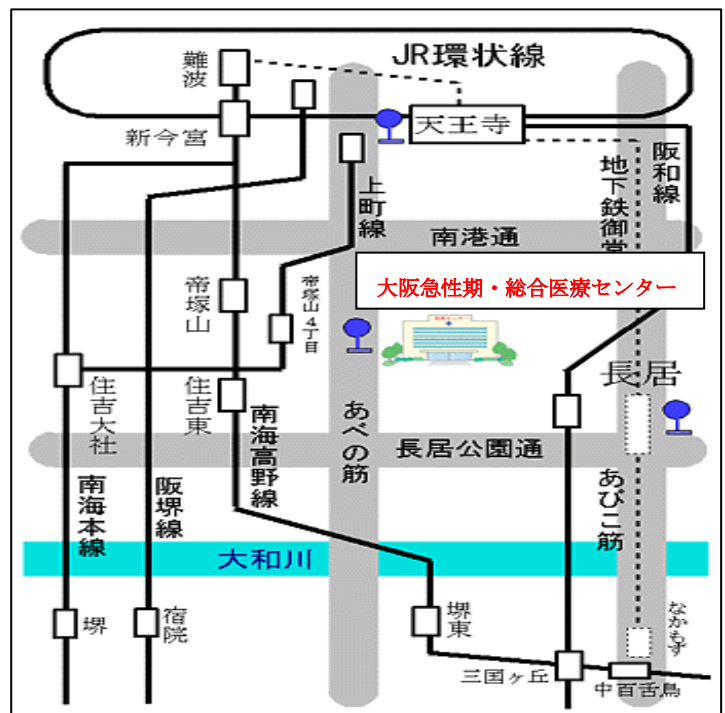 JR環状線
難波
新今宮
天王寺
阪和線
地下鉄御堂
上町線
南港通
大阪急性期・総合医療センター
帝塚山
帝塚山4丁目
住吉大社
住吉東
長居
あべの筋
長居公園通
南海高野線
南海本線
阪堺線
あびこ筋
大和川
堺
宿院
堺東
なかもず
三国ヶ丘
中百舌鳥